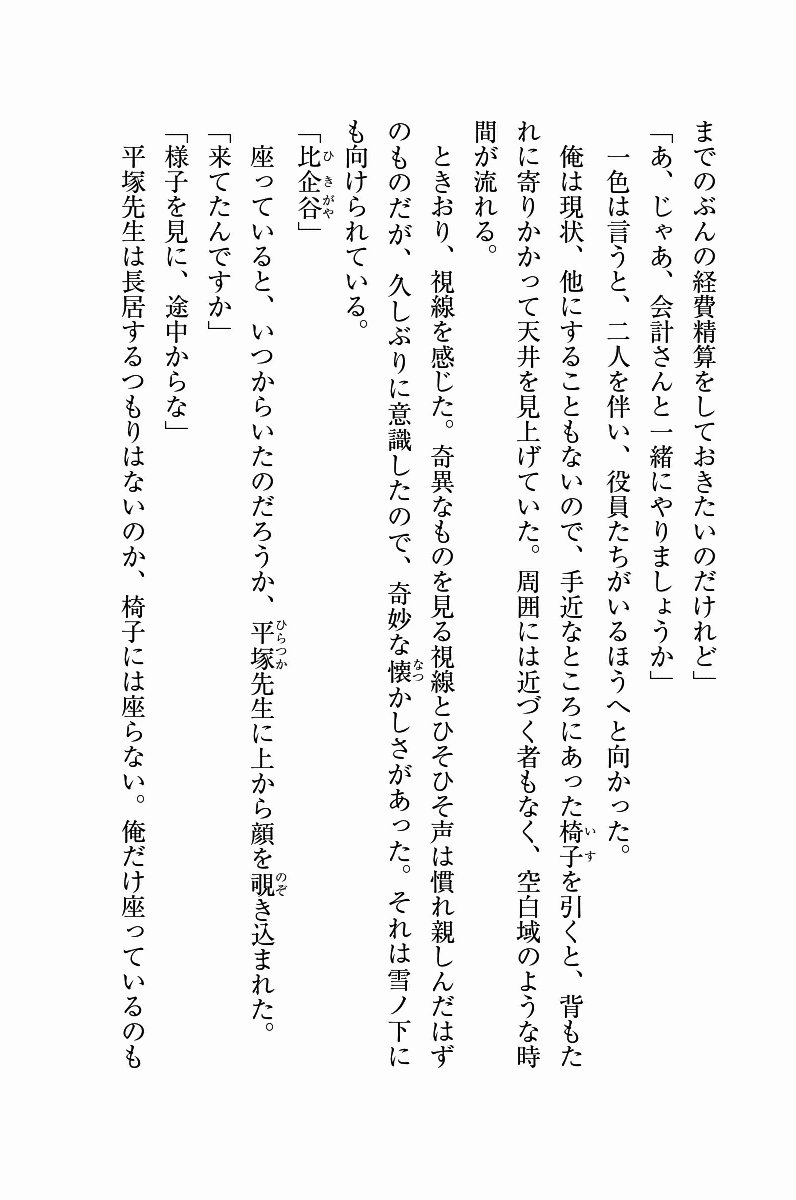 までのぶんの経費精算をしておきたいのだけれど」
「あ、じゃあ、会計さんと一緒にやりましょうか」
　一色は言うと、二人を伴い、役員たちがいるほうへと向かった。
　俺は現状、他にすることもないので、手近なところにあった椅子を引くと、背もた
れに寄りかかって天井を見上げていた。周囲には近づく者もなく、空白域のような時
間が流れる。
　ときおり、視線を感じた。奇異なものを見る視線とひそひそ声は慣れ親しんだはず
のものだが、久しぶりに意識したので、奇妙な懐かしさがあった。それは雪ノ下に
も向けられている。
「比企谷」
　座っていると、いつからいたのだろうか、平塚先生に上から顔を覗き込まれた。
「来てたんですか」
「様子を見に、途中からな」
　平塚先生は長居するつもりはないのか、椅子には座らない。俺だけ座っているのも